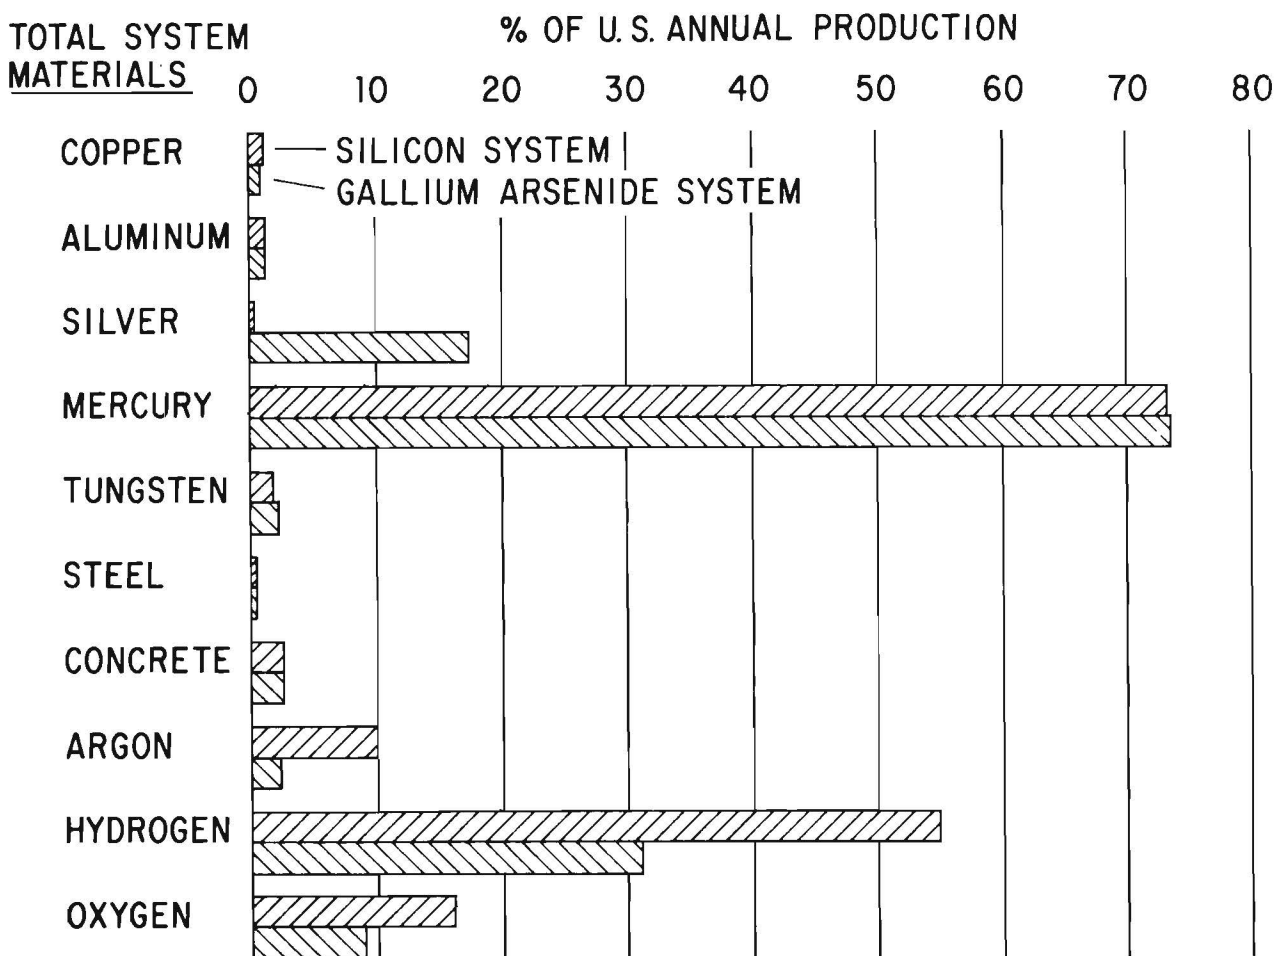 TOTAL SYSTEM
MATERIALS
% OF U.S. ANNUAL PRODUCTION
0 10 20 30 40 50 60 70 80
COPPER
SILICON SYSTEM
GALLIUM ARSENIDE SYSTEM
ALUMINUM
SILVER
MERCURY
TUNGSTEN
STEEL
CONCRETE
ARGON
HYDROGEN
OXYGEN